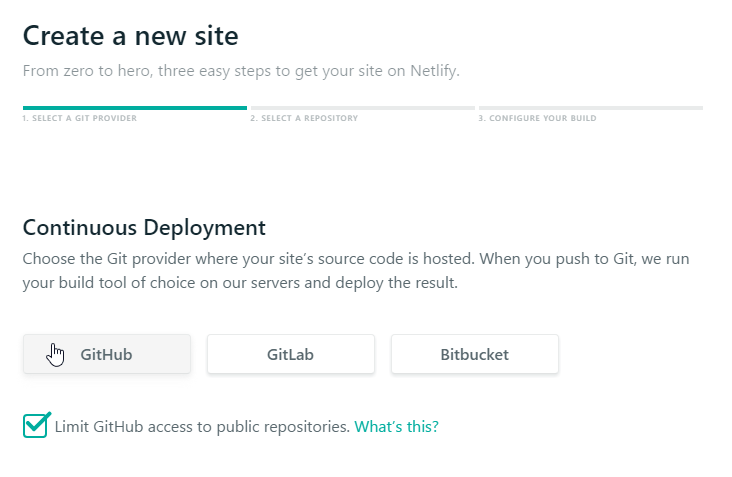 Create a new site
From zero to hero, three easy steps to get your site on Netlify.
1. SELECT A GIT PROVIDER
2. SELECT A REPOSITORY
3. CONFIGURE YOUR BUILD
Continuous Deployment
Choose the Git provider where your site's source code is hosted. When you push to Git, we run
your build tool of choice on our servers and deploy the result.
GitHub
GitLab
Bitbucket
Limit GitHub access to public repositories. What's this?